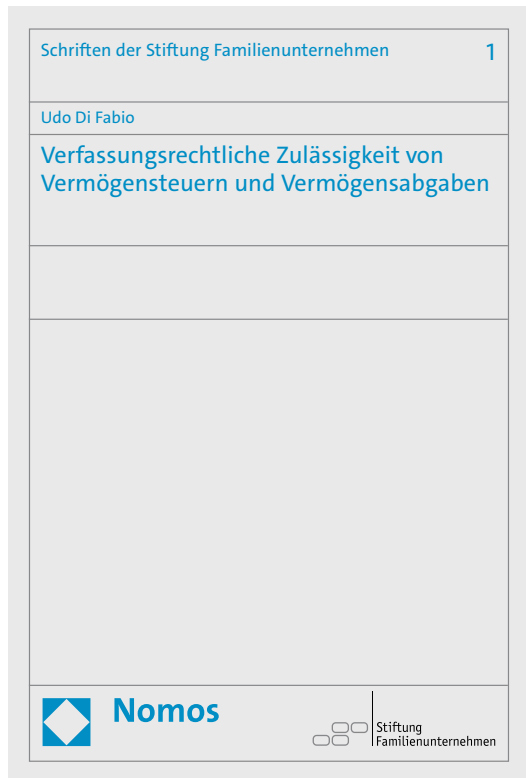 Schriften der Stiftung Familienunternehmen 1
Udo Di Fabio
Verfassungsrechtliche Zulässigkeit von
Vermögensteuern und Vermögensabgaben
Nomos
Stiftung
Familienunternehmen